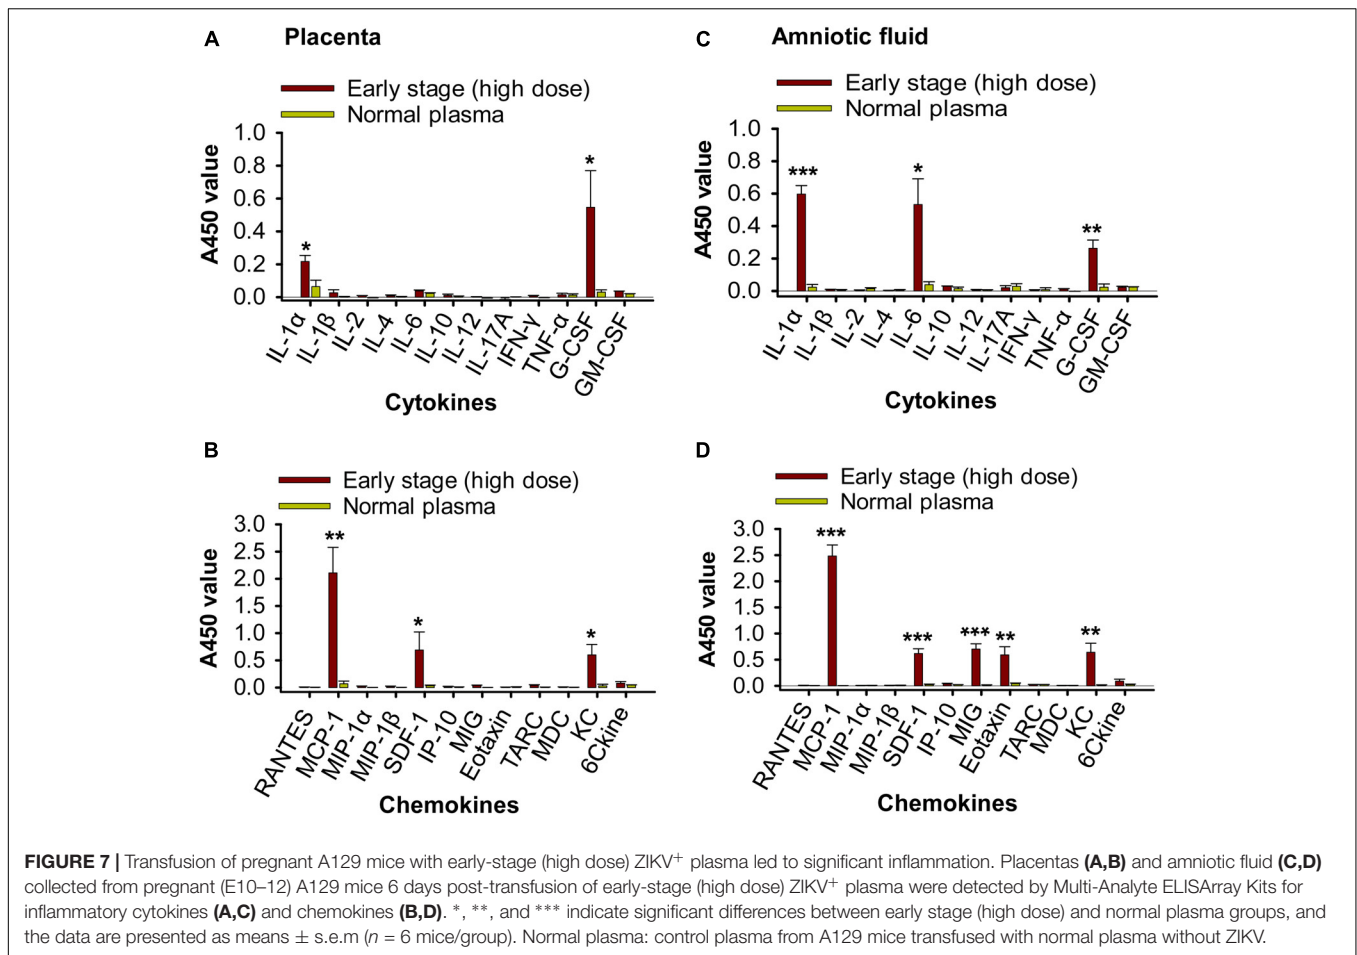 A Placenta
Early stage (high dose)
Normal plasma
1.0
0.8
0.6
0.4
0.2
0.0
A450 value
*
*
IL-1α IL-1β IL-2 IL-4 IL-6 IL-10 IL-12 IL-17A IFN-γ TNF-α G-CSF GM-CSF
Cytokines
C Amniotic fluid
Early stage (high dose)
Normal plasma
1.0
0.8
0.6
0.4
0.2
0.0
A450 value
***
*
**
IL-1α IL-1β IL-2 IL-4 IL-6 IL-10 IL-12 IL-17A IFN-γ TNF-α G-CSF GM-CSF
Cytokines
B
Early stage (high dose)
Normal plasma
3.0
2.5
2.0
1.5
1.0
0.5
0.0
A450 value
**
*
*
RANTES MCP-1 MIP-1α MIP-1β SDF-1 IP-10 MIG Eotaxin TARC MDC KC 6Ckine
Chemokines
D
Early stage (high dose)
Normal plasma
3.0
2.5
2.0
1.5
1.0
0.5
0.0
A450 value
***
***
***
**
**
RANTES MCP-1 MIP-1α MIP-1β SDF-1 IP-10 MIG Eotaxin TARC MDC KC 6Ckine
Chemokines
FIGURE 7 | Transfusion of pregnant A129 mice with early-stage (high dose) ZIKV⁺ plasma led to significant inflammation. Placentas (A,B) and amniotic fluid (C,D)
collected from pregnant (E10–12) A129 mice 6 days post-transfusion of early-stage (high dose) ZIKV⁺ plasma were detected by Multi-Analyte ELISArray Kits for
inflammatory cytokines (A,C) and chemokines (B,D). *, **, and *** indicate significant differences between early stage (high dose) and normal plasma groups, and
the data are presented as means ± s.e.m (n = 6 mice/group). Normal plasma: control plasma from A129 mice transfused with normal plasma without ZIKV.